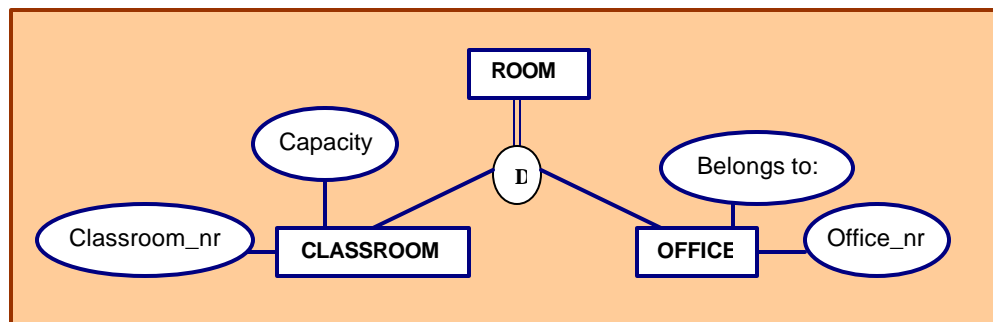 ROOM
Capacity
D
Belongs to:
Classroom_nr
CLASSROOM
OFFICE
Office_nr